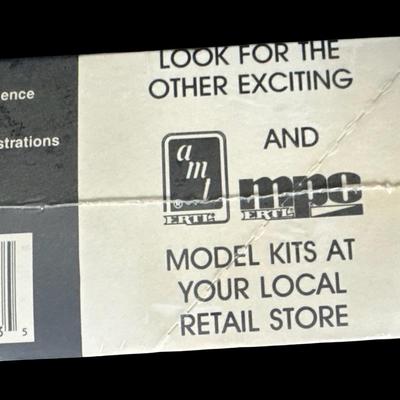 LOOK FOR THE
OTHER EXCITING
AND
amt
ERTL
mpc
ERTL
MODEL KITS AT
YOUR LOCAL
RETAIL STORE
ence
strations
5